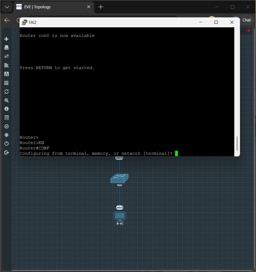 EVE | Topology
Chat
Router con0 is now available
Press RETURN to get started.
Router>
Router>EN
Router#CONF
Configuring from terminal, memory, or network [terminal]?